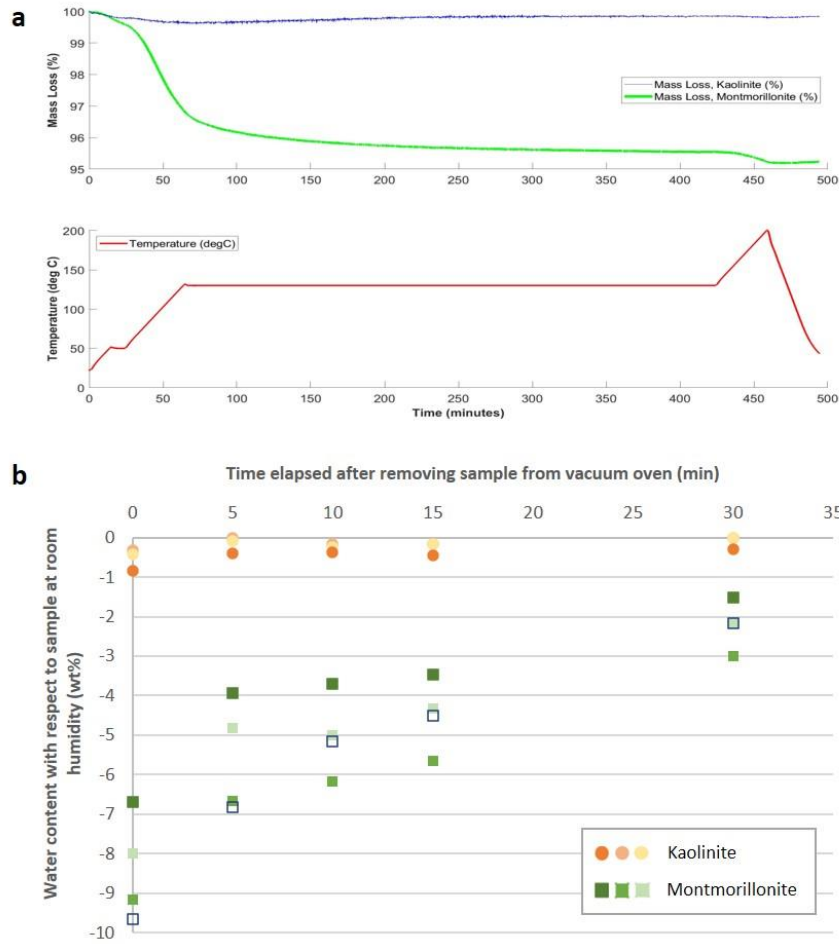 a
Mass Loss (%)
100
99
98
97
96
95
Mass Loss, Kaolinite (%)
Mass Loss, Montmorillonite (%)
0 50 100 150 200 250 300 350 400 450 500
Temperature (deg C)
200
150
100
50
0
Temperature (degC)
0 50 100 150 200 250 300 350 400 450 500
Time (minutes)
b
Time elapsed after removing sample from vacuum oven (min)
0 5 10 15 20 25 30 35
Water content with respect to sample at room
humidity (wt%)
0
-1
-2
-3
-4
-5
-6
-7
-8
-9
-10
Kaolinite
Montmorillonite